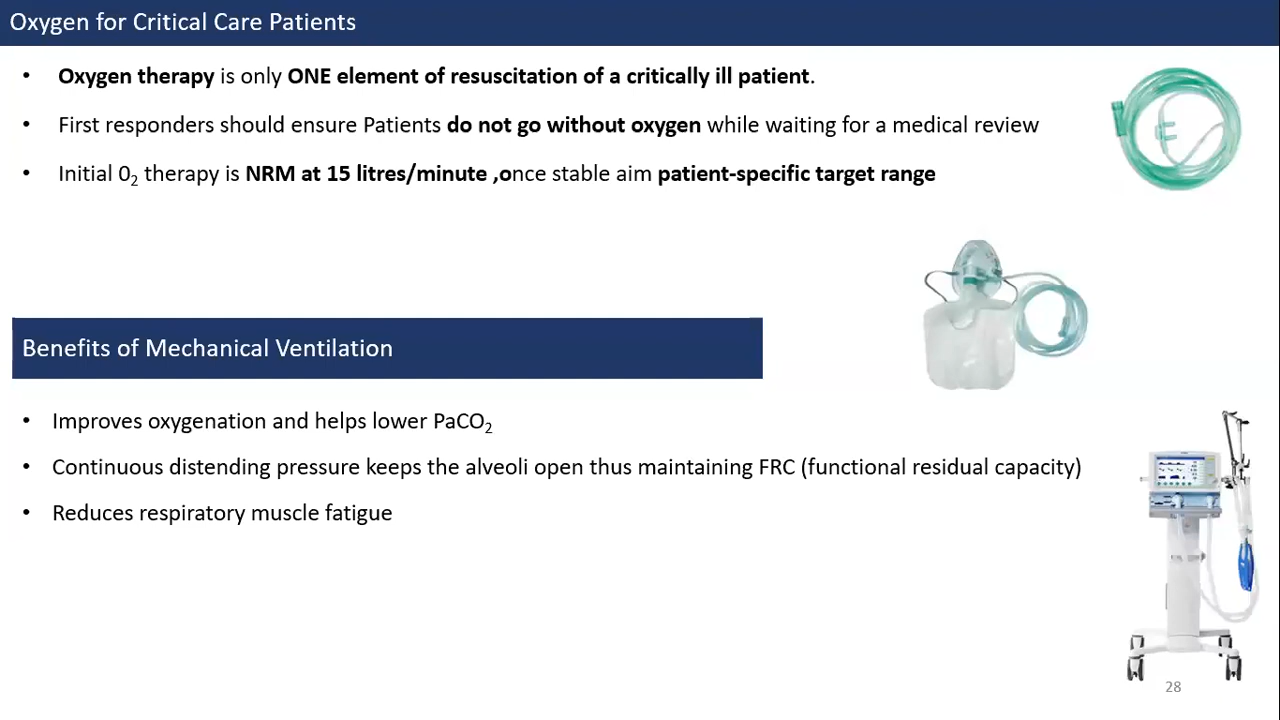 Oxygen for Critical Care Patients
• Oxygen therapy is only ONE element of resuscitation of a critically ill patient.
• First responders should ensure Patients do not go without oxygen while waiting for a medical review
• Initial 0₂ therapy is NRM at 15 litres/minute ,once stable aim patient-specific target range
Benefits of Mechanical Ventilation
• Improves oxygenation and helps lower PaCO₂
• Continuous distending pressure keeps the alveoli open thus maintaining FRC (functional residual capacity)
• Reduces respiratory muscle fatigue
28